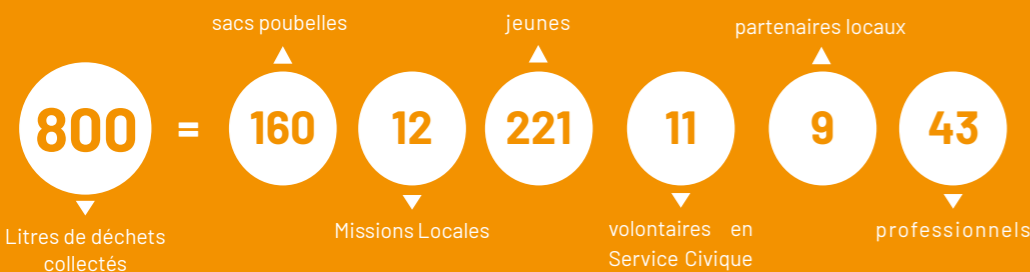 sacs poubelles
jeunes
partenaires locaux
800 = 160 12 221 11 9 43
Litres de déchets
collectés
Missions Locales
volontaires en
Service Civique
professionnels